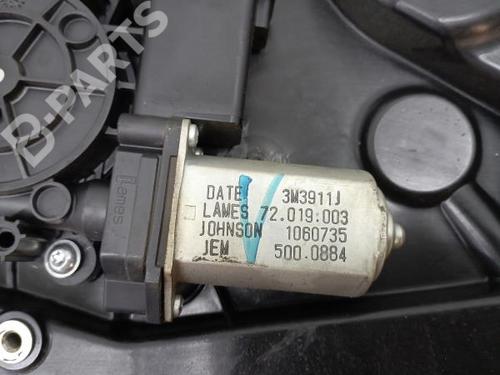 B-PARTS
Lames
DATE 3M3911J
LAMES 72.019.003
JOHNSON 1060735
JEM 500.0884